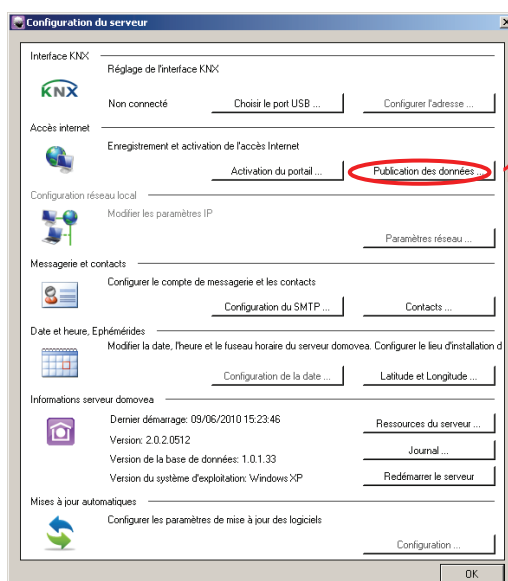 Configuration du serveur
Interface KNX
Réglage de l'interface KNX
KNX
Non connecté Choisir le port USB ... Configurer l'adresse ...
Accès internet
Enregistrement et activation de l'accès Internet
Activation du portail ... Publication des données ...
Configuration réseau local
Modifier les paramètres IP
Paramètres réseau ...
Messagerie et contacts
Configurer le compte de messagerie et les contacts
Configuration du SMTP ... Contacts ...
Date et heure, Ephémérides
Modifier la date, l'heure et le fuseau horaire du serveur domovea. Configurer le lieu d'installation d
Configuration de la date ... Latitude et Longitude ...
Informations serveur domovea
Dernier démarrage: 09/06/2010 15:23:46 Ressources du serveur ...
Version: 2.0.2.0512
Journal ...
Version de la base de données: 1.0.1.33
Version du système d'exploitation: Windows XP Redémarrer le serveur
Mises à jour automatiques
Configurer les paramètres de mise à jour des logiciels
Configuration ...
OK